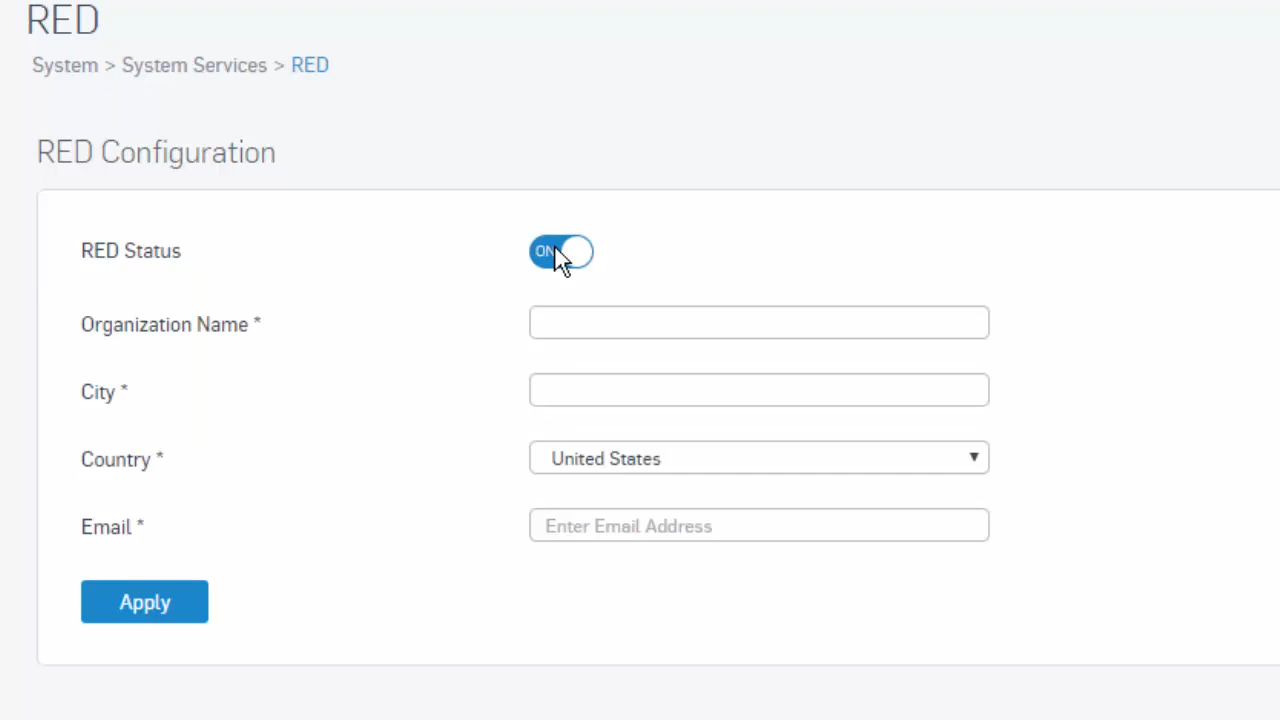 RED
System > System Services > RED
RED Configuration
RED Status
ON
Organization Name *
City *
Country *
United States
Email *
Enter Email Address
Apply